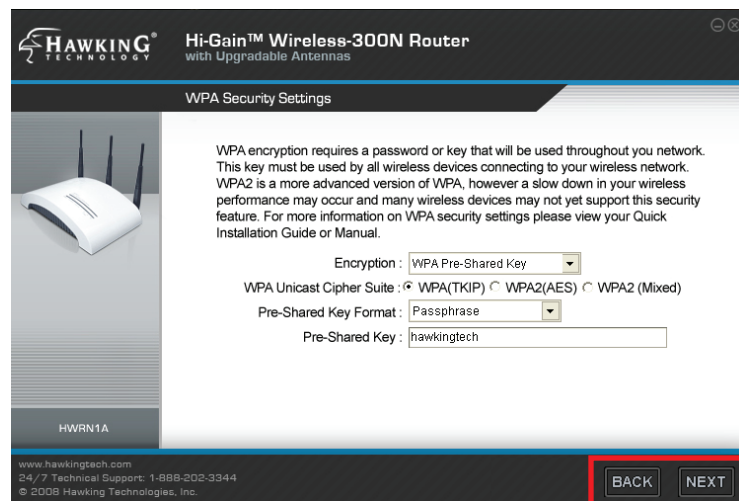 HAWKING®
TECHNOLOGY
Hi-Gain™ Wireless-300N Router
with Upgradable Antennas
WPA Security Settings
WPA encryption requires a password or key that will be used throughout you network.
This key must be used by all wireless devices connecting to your wireless network.
WPA2 is a more advanced version of WPA, however a slow down in your wireless
performance may occur and many wireless devices may not yet support this security
feature. For more information on WPA security settings please view your Quick
Installation Guide or Manual.
Encryption : WPA Pre-Shared Key
WPA Unicast Cipher Suite : WPA(TKIP) WPA2(AES) WPA2 (Mixed)
Pre-Shared Key Format : Passphrase
Pre-Shared Key : hawkingtech
HWRN1A
www.hawkingtech.com
24/7 Technical Support: 1-888-202-3344
© 2008 Hawking Technologies, Inc.
BACK NEXT